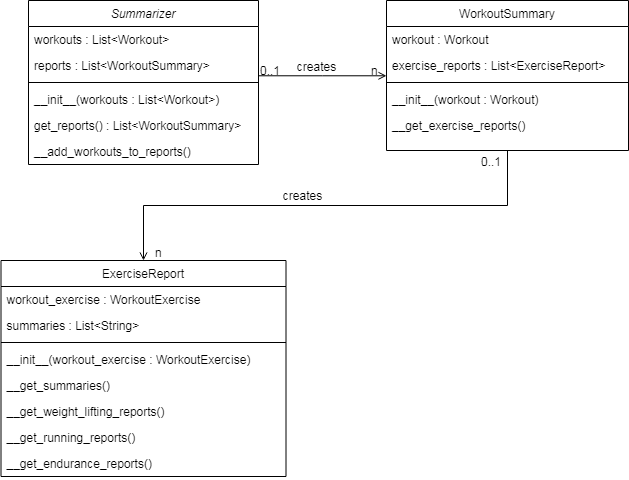 Summarizer
workouts : List<Workout>
reports : List<WorkoutSummary>
__init__(workouts : List<Workout>)
get_reports() : List<WorkoutSummary>
__add_workouts_to_reports()
0..1
creates
n
WorkoutSummary
workout : Workout
exercise_reports : List<ExerciseReport>
__init__(workout : Workout)
__get_exercise_reports()
0..1
creates
n
ExerciseReport
workout_exercise : WorkoutExercise
summaries : List<String>
__init__(workout_exercise : WorkoutExercise)
__get_summaries()
__get_weight_lifting_reports()
__get_running_reports()
__get_endurance_reports()